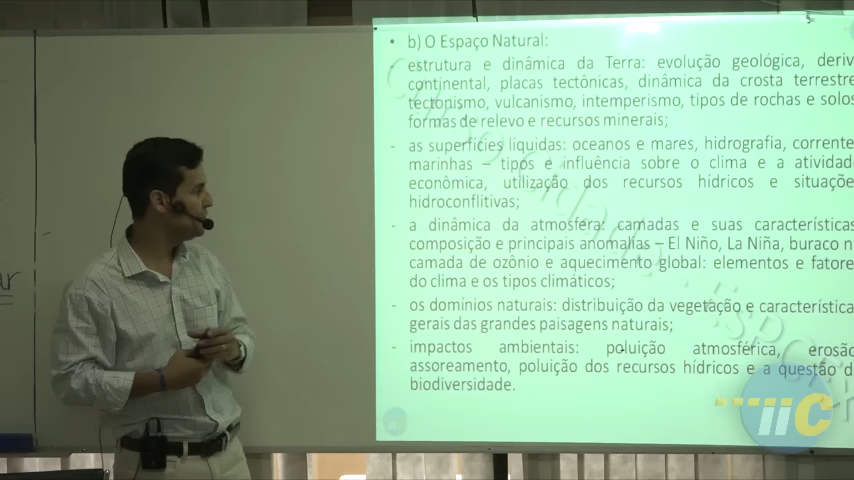 • b) O Espaço Natural:
- estrutura e dinâmica da Terra: evolução geológica, deriv
continental, placas tectônicas, dinâmica da crosta terrestre
tectonismo, vulcanismo, intemperismo, tipos de rochas e solos
formas de relevo e recursos minerais;
- as superfícies líquidas: oceanos e mares, hidrografia, corrente
marinhas – tipos e influência sobre o clima e a atividad
econômica, utilização dos recursos hídricos e situaçõe
hidroconflitivas;
- a dinâmica da atmosfera: camadas e suas características
composição e principais anomalias – El Niño, La Niña, buraco n
camada de ozônio e aquecimento global: elementos e fatore
do clima e os tipos climáticos;
- os domínios naturais: distribuição da vegetação e característica
gerais das grandes paisagens naturais;
- impactos ambientais: poluição atmosférica, erosão
assoreamento, poluição dos recursos hídricos e a questão d
biodiversidade.
iiC